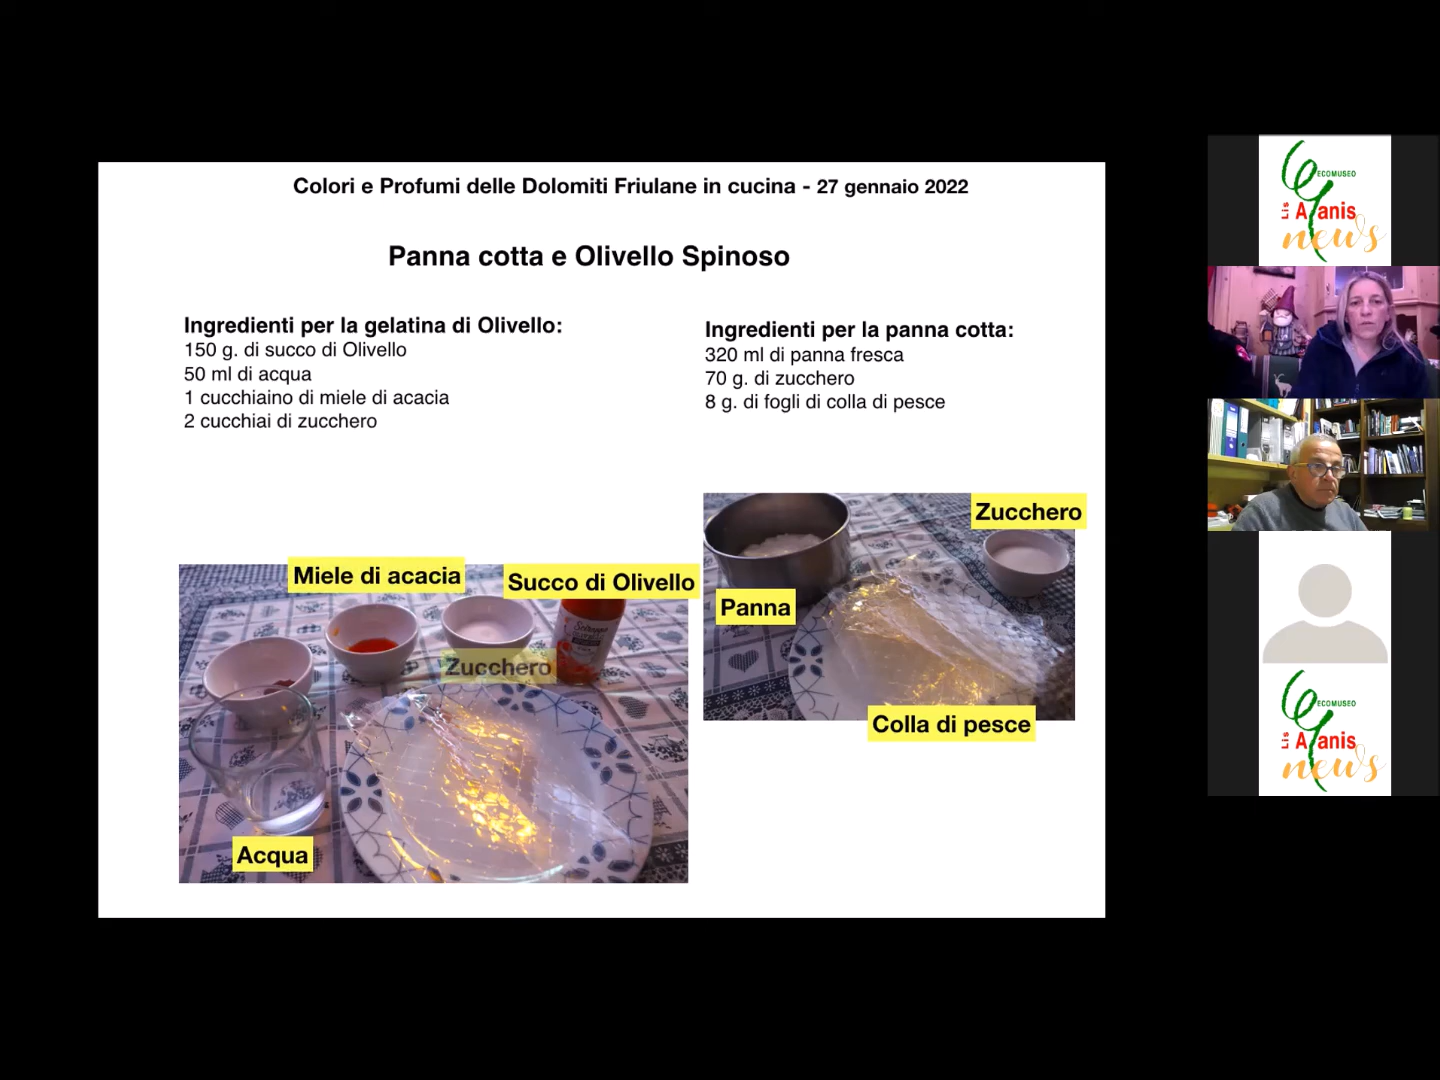 Colori e Profumi delle Dolomiti Friulane in cucina - 27 gennaio 2022
Panna cotta e Olivello Spinoso
Ingredienti per la gelatina di Olivello:
150 g. di succo di Olivello
50 ml di acqua
1 cucchiaino di miele di acacia
2 cucchiai di zucchero
Ingredienti per la panna cotta:
320 ml di panna fresca
70 g. di zucchero
8 g. di fogli di colla di pesce
Miele di acacia
Succo di Olivello
Zucchero
Acqua
Zucchero
Panna
Colla di pesce
ECOMUSEO
Lis Aganis
news
ECOMUSEO
Lis Aganis
news